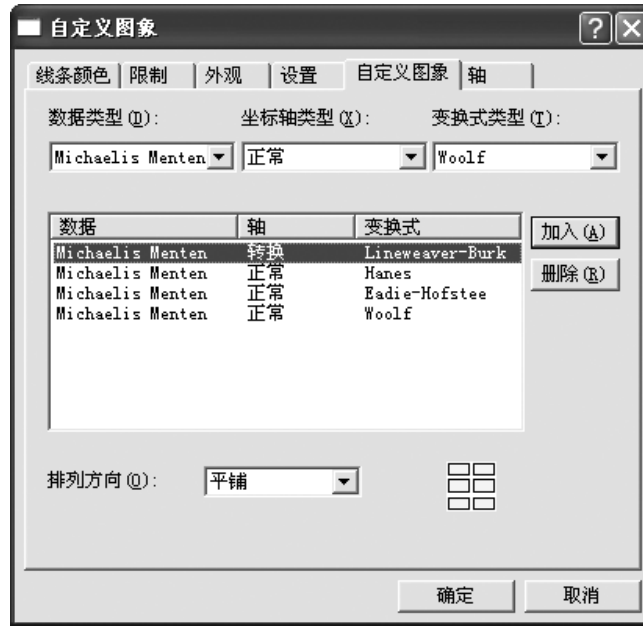 自定义图象
线条颜色 限制 外观 设置 自定义图象 轴
数据类型(D): 坐标轴类型(X): 变换式类型(T):
Michaelis Menten 正常 Woolf
数据 轴 变换式 加入(A)
Michaelis Menten 转换 Lineweaver-Burk
Michaelis Menten 正常 Hanes 删除(R)
Michaelis Menten 正常 Eadie-Hofstee
Michaelis Menten 正常 Woolf
排列方向(O): 平铺
确定 取消